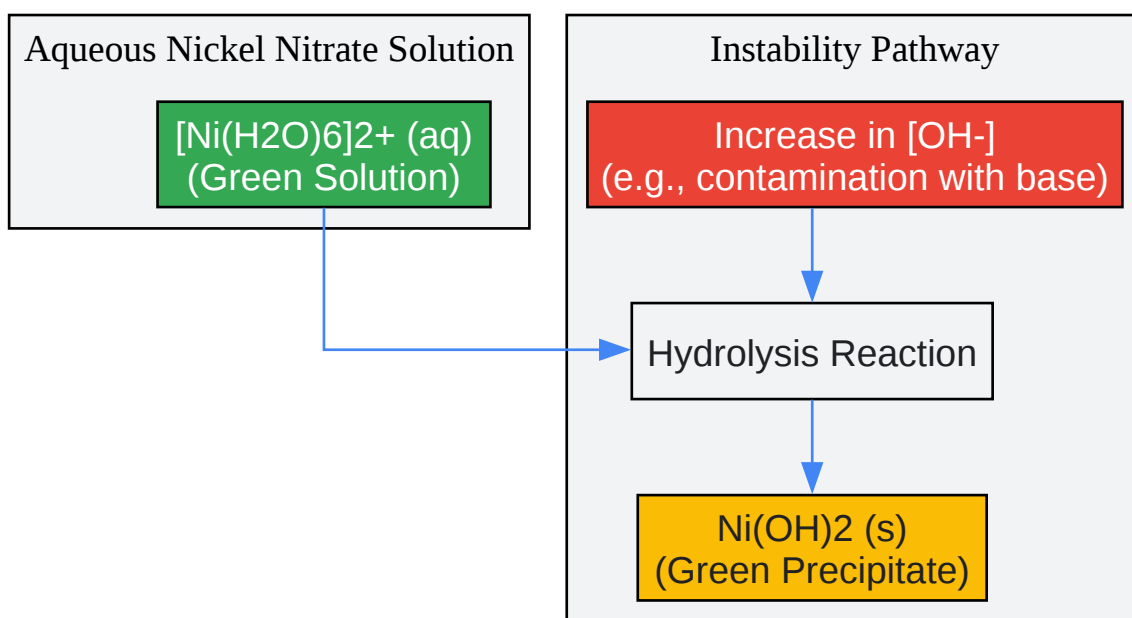 Aqueous Nickel Nitrate Solution
[Ni(H2O)6]2+ (aq)
(Green Solution)
Instability Pathway
Increase in [OH-]
(e.g., contamination with base)
Hydrolysis Reaction
Ni(OH)2 (s)
(Green Precipitate)